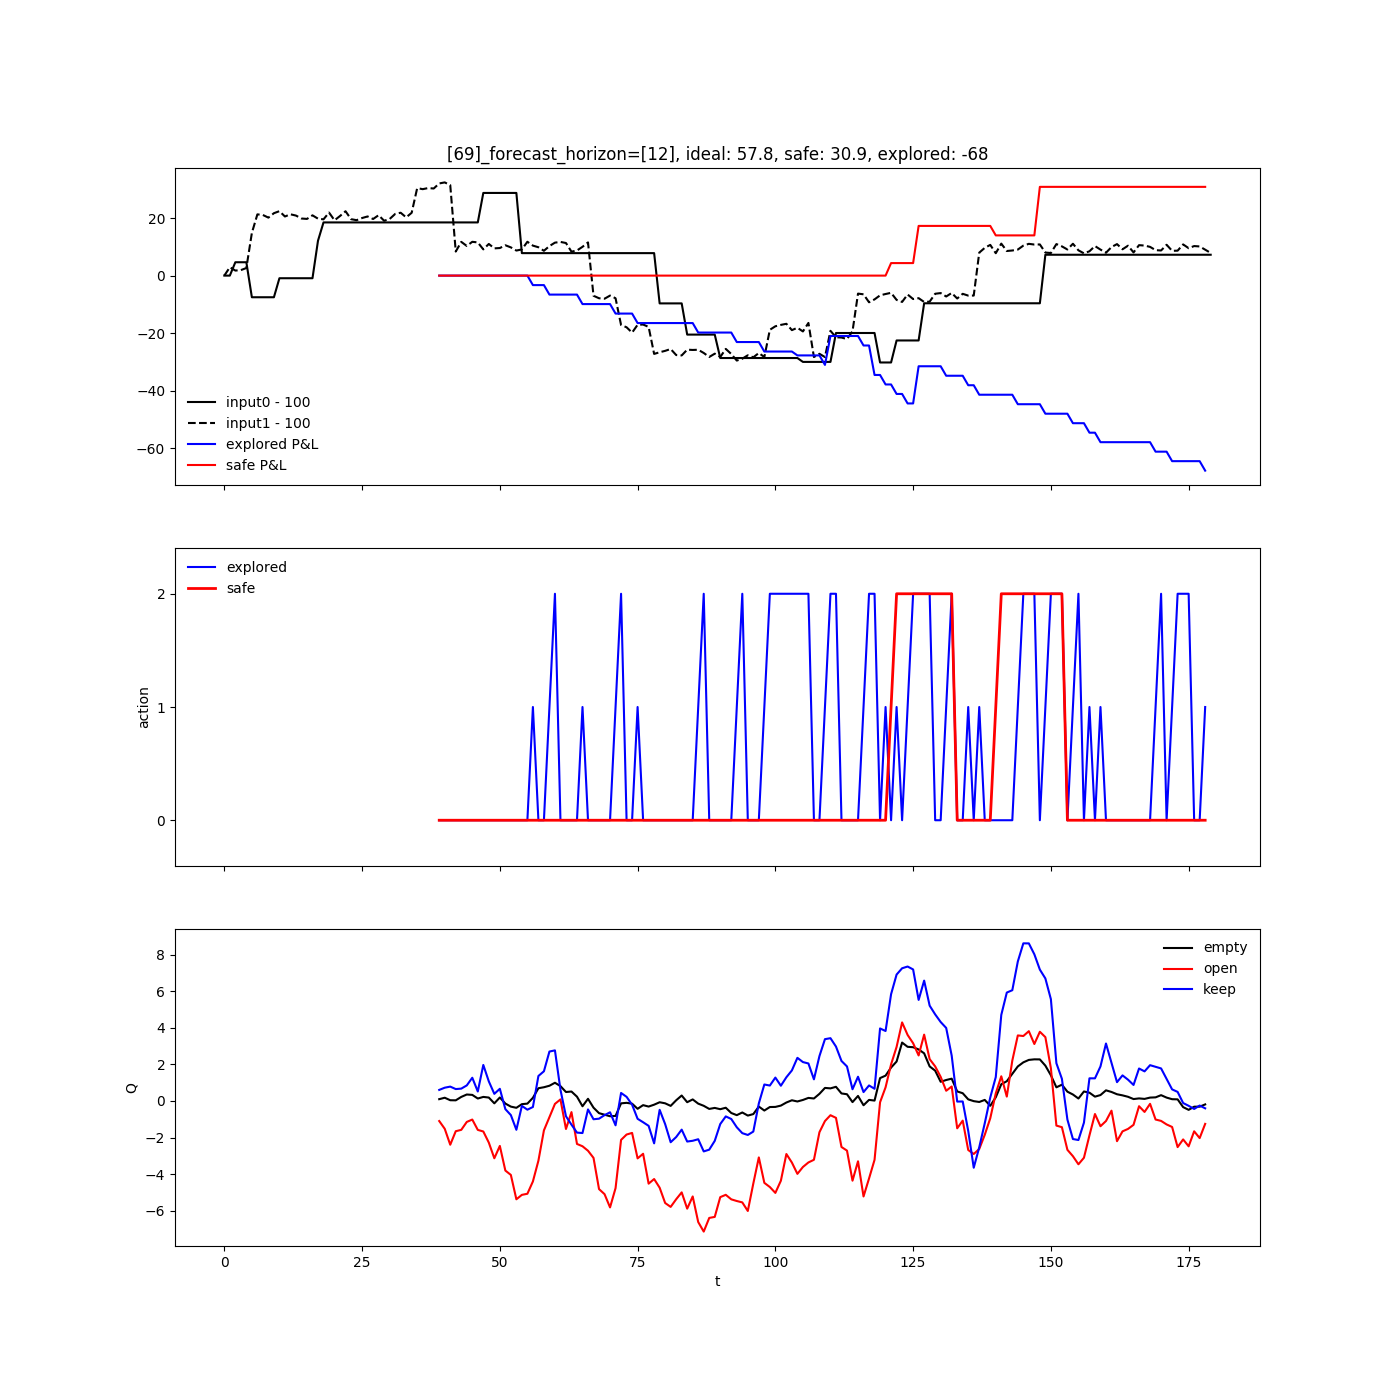 [69]_forecast_horizon=[12], ideal: 57.8, safe: 30.9, explored: -68
20
0
−20
−40
−60
input0 - 100
input1 - 100
explored P&L
safe P&L
explored
safe
2
1
0
action
empty
open
keep
8
6
4
2
0
−2
−4
−6
Q
0 25 50 75 100 125 150 175
t